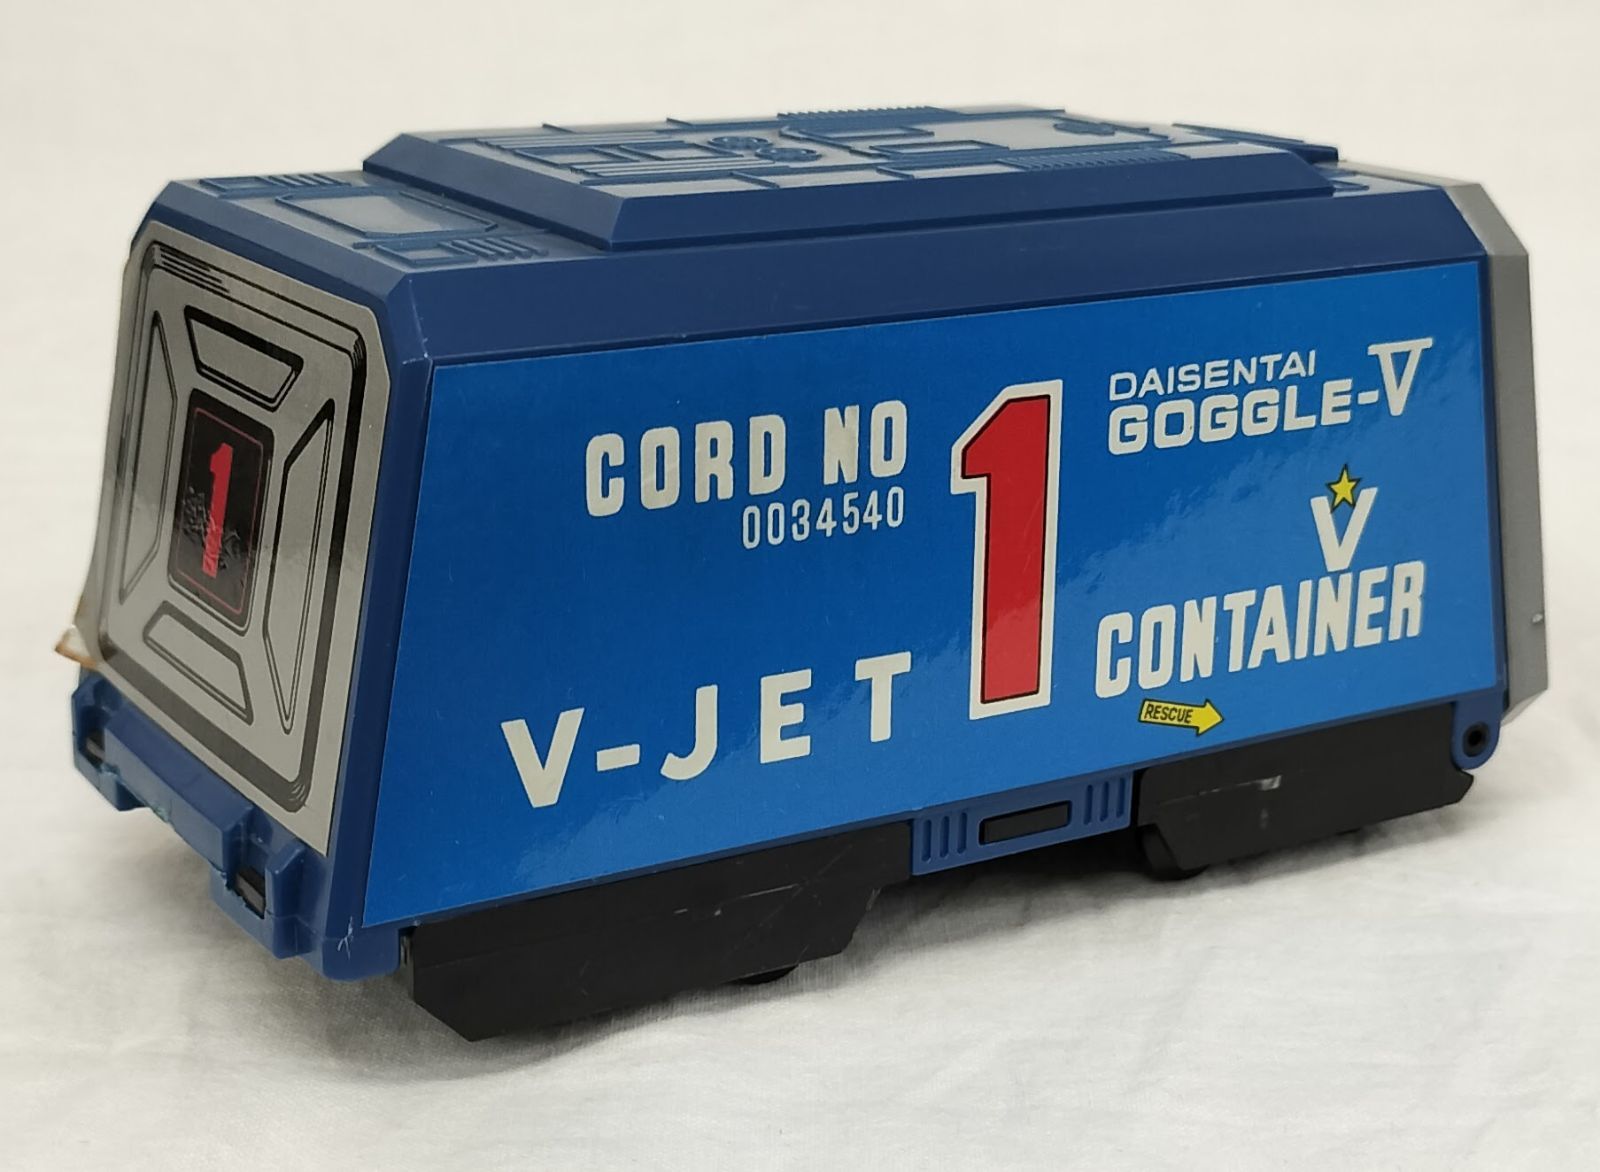 1
CORD NO
0034540
V-JET
1
DAISENTAI
GOGGLE-V
V
CONTAINER
RESCUE